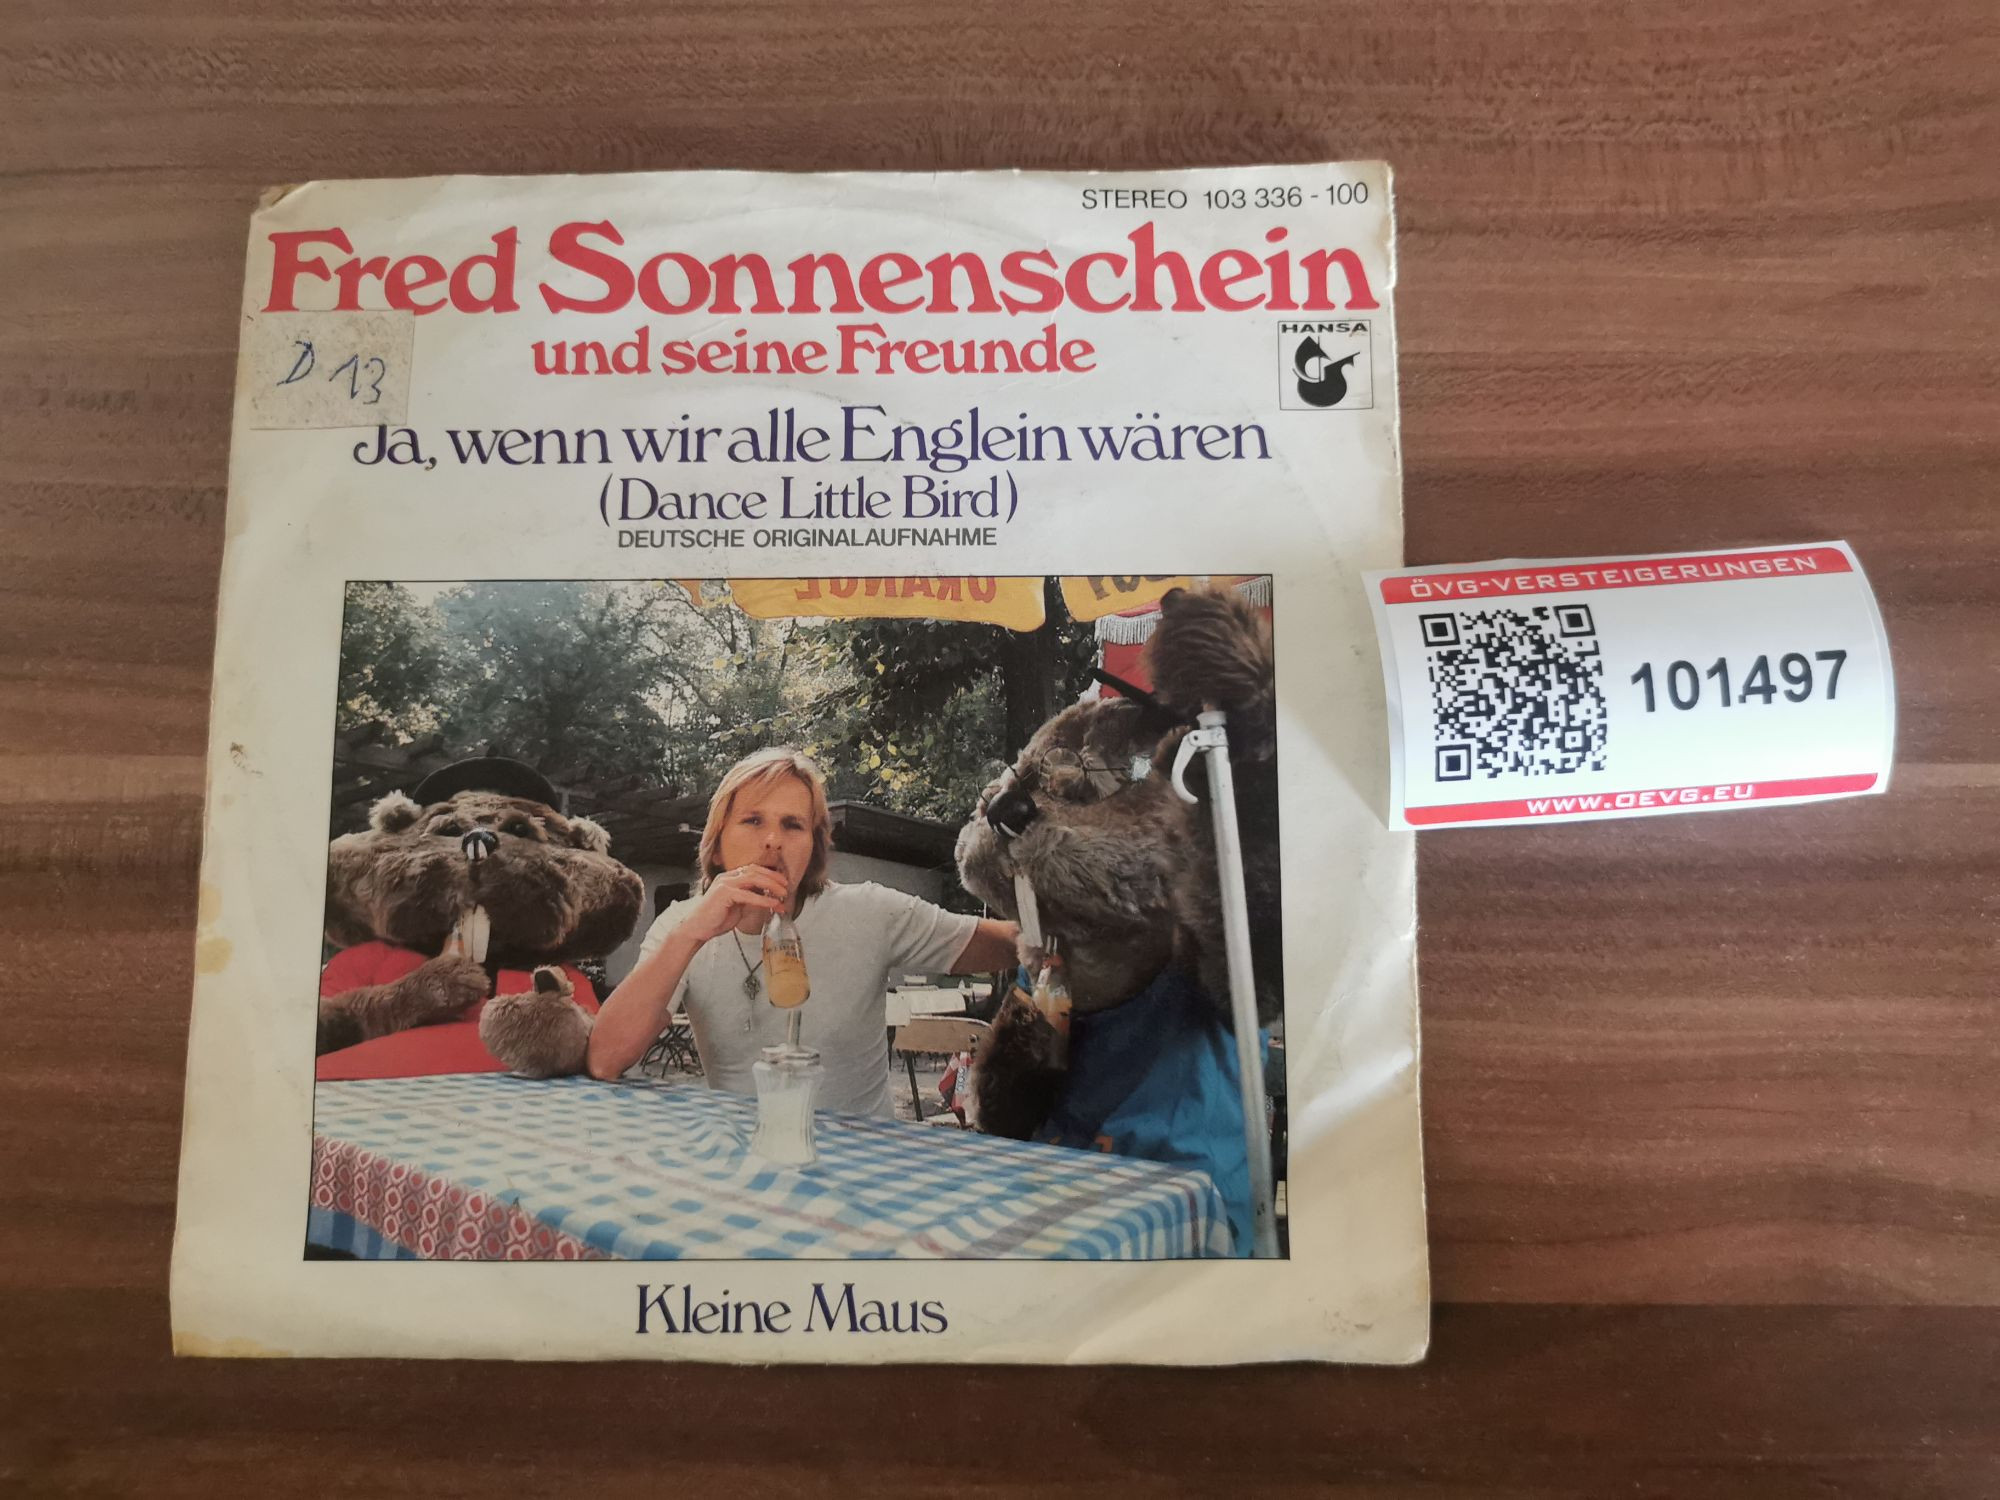 STEREO 103 336 - 100
Fred Sonnenschein
und seine Freunde
HANSA
D 13
Ja, wenn wir alle Englein wären
(Dance Little Bird)
DEUTSCHE ORIGINALAUFNAHME
ORANGE
Kleine Maus
ÖVG-VERSTEIGERUNGEN
101497
WWW.OEVG.EU